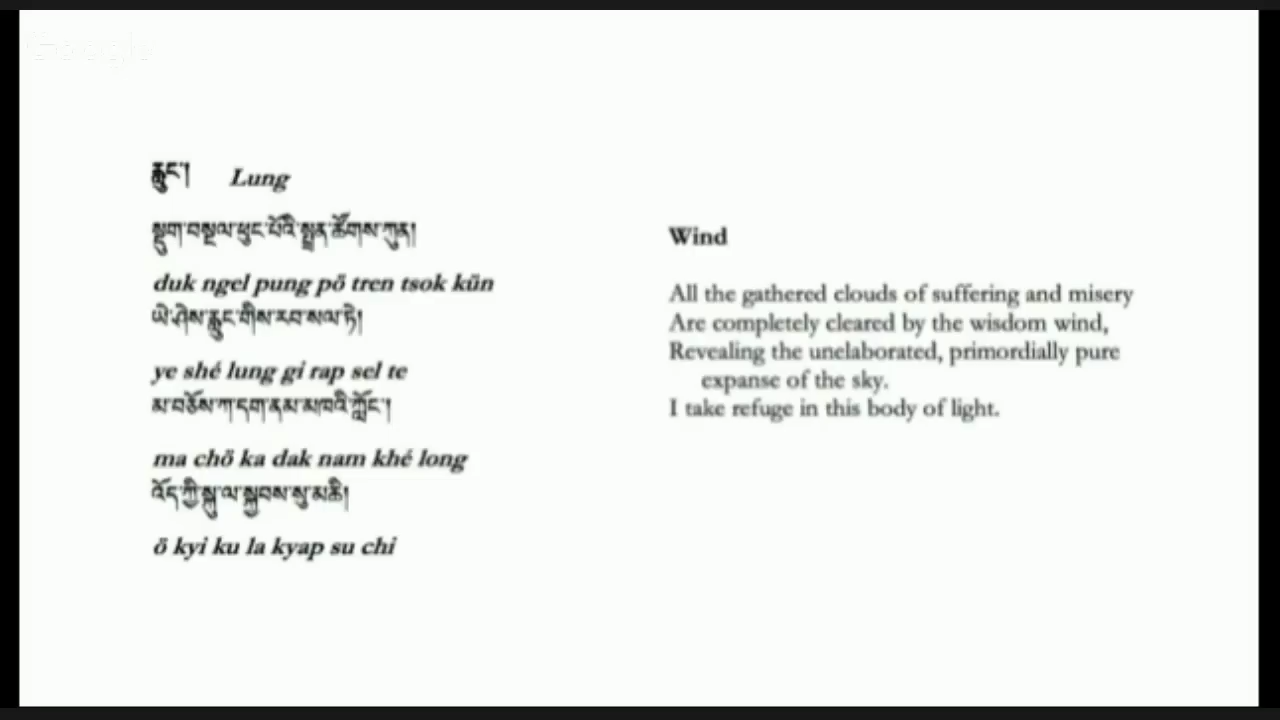 རླུང་། Lung
སྡུག་བསྔལ་ཕུང་པོའི་སྤྲིན་ཚོགས་ཀུན།
duk ngel pung pö tren tsok kün
ཡེ་ཤེས་རླུང་གིས་རབ་སལ་ཏེ།
ye shé lung gi rap sel te
མ་བཅོས་ཀ་དག་ནམ་མཁའི་ཀློང་།
ma chö ka dak nam khé long
འོད་ཀྱི་སྐུ་ལ་སྐྱབས་སུ་མཆི།
ö kyi ku la kyap su chi
Wind
All the gathered clouds of suffering and misery
Are completely cleared by the wisdom wind,
Revealing the unelaborated, primordially pure
expanse of the sky.
I take refuge in this body of light.